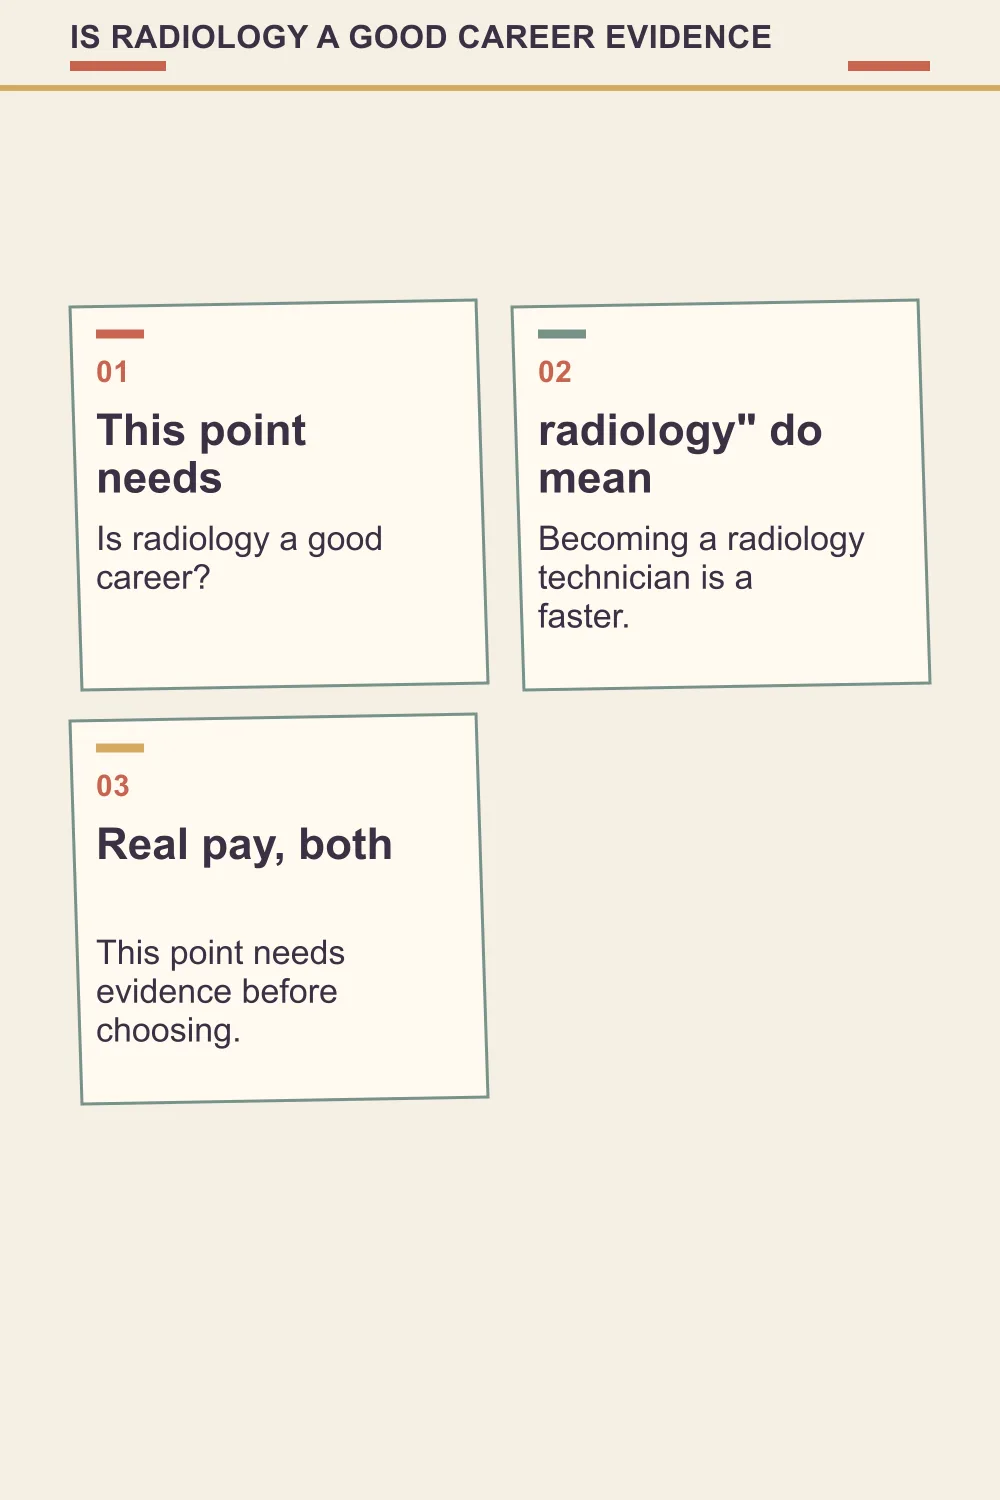 IS RADIOLOGY A GOOD CAREER EVIDENCE
01
This point
needs
Is radiology a good
career?
02
radiology" do
mean
Becoming a radiology
technician is a
faster.
03
Real pay, both
This point needs
evidence before
choosing.